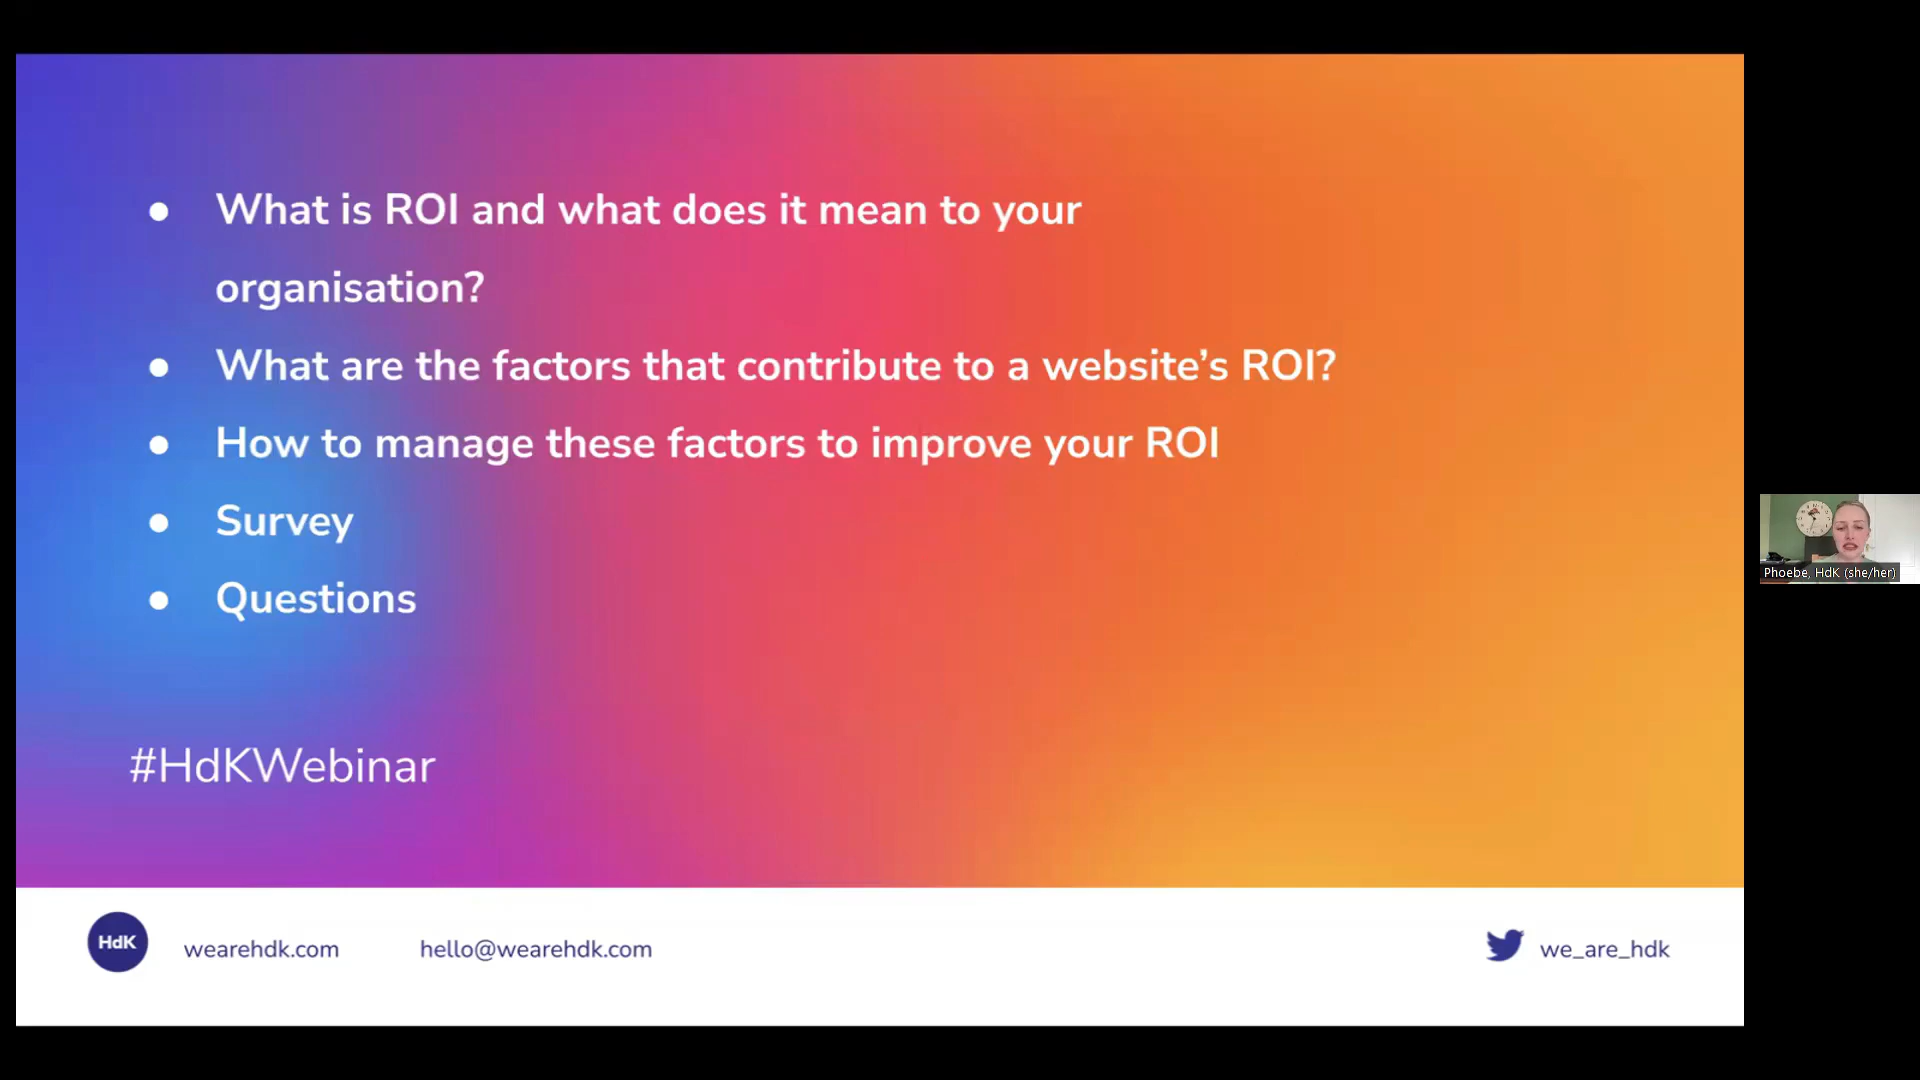 ● What is ROI and what does it mean to your
organisation?
● What are the factors that contribute to a website’s ROI?
● How to manage these factors to improve your ROI
● Survey
● Questions
#HdKWebinar
Phoebe, HdK (she/her)
HdK
wearehdk.com
hello@wearehdk.com
we_are_hdk